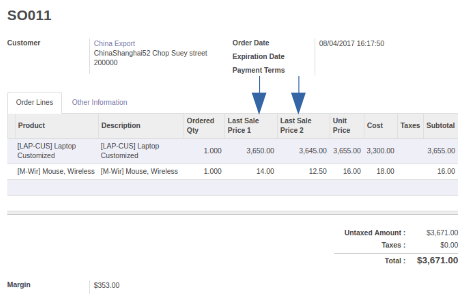 SO011
Customer
China Export
ChinaShanghai52 Chop Suey street
200000
Order Date 08/04/2017 16:17:50
Expiration Date
Payment Terms
Order Lines Other Information
Product Description Ordered Qty Last Sale Price 1 Last Sale Price 2 Unit Price Cost Taxes Subtotal
[LAP-CUS] Laptop Customized [LAP-CUS] Laptop Customized 1.000 3,650.00 3,645.00 3,655.00 3,300.00 3,655.00
[M-Wir] Mouse, Wireless [M-Wir] Mouse, Wireless 1.000 14.00 12.50 16.00 18.00 16.00
Untaxed Amount : $3,671.00
Taxes : $0.00
Total : $3,671.00
Margin $353.00